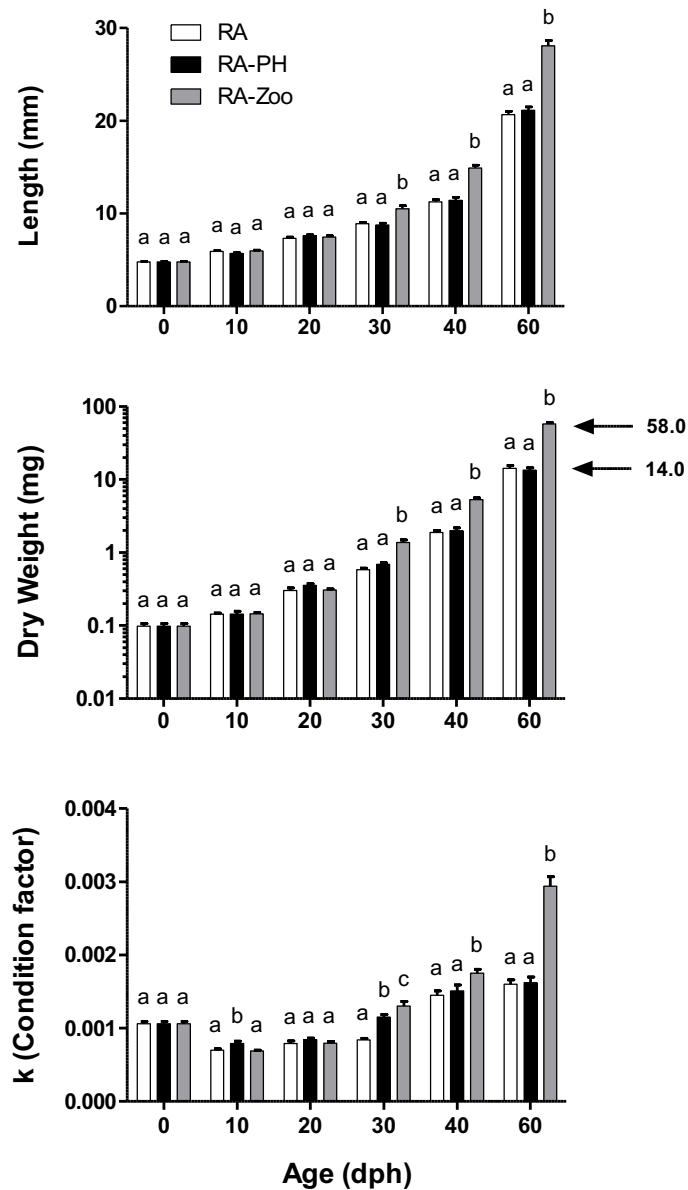 RA
RA-PH
RA-Zoo
Length (mm)
30
20
10
0
a a a
a a a
a a a
a a b
a a b
a a b
0 10 20 30 40 60
Dry Weight (mg)
100
10
1
0.1
0.01
a a a
a a a
a a a
a a b
a a b
a a b
58.0
14.0
0 10 20 30 40 60
k (Condition factor)
0.004
0.003
0.002
0.001
0.000
a a a
a b a
a a a
a b c
a a b
a a b
0 10 20 30 40 60
Age (dph)